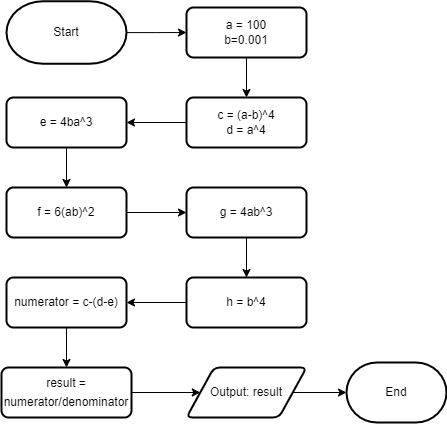 Start
a = 100
b=0.001
c = (a-b)^4
d = a^4
e = 4ba^3
f = 6(ab)^2
g = 4ab^3
h = b^4
numerator = c-(d-e)
result =
numerator/denominator
Output: result
End